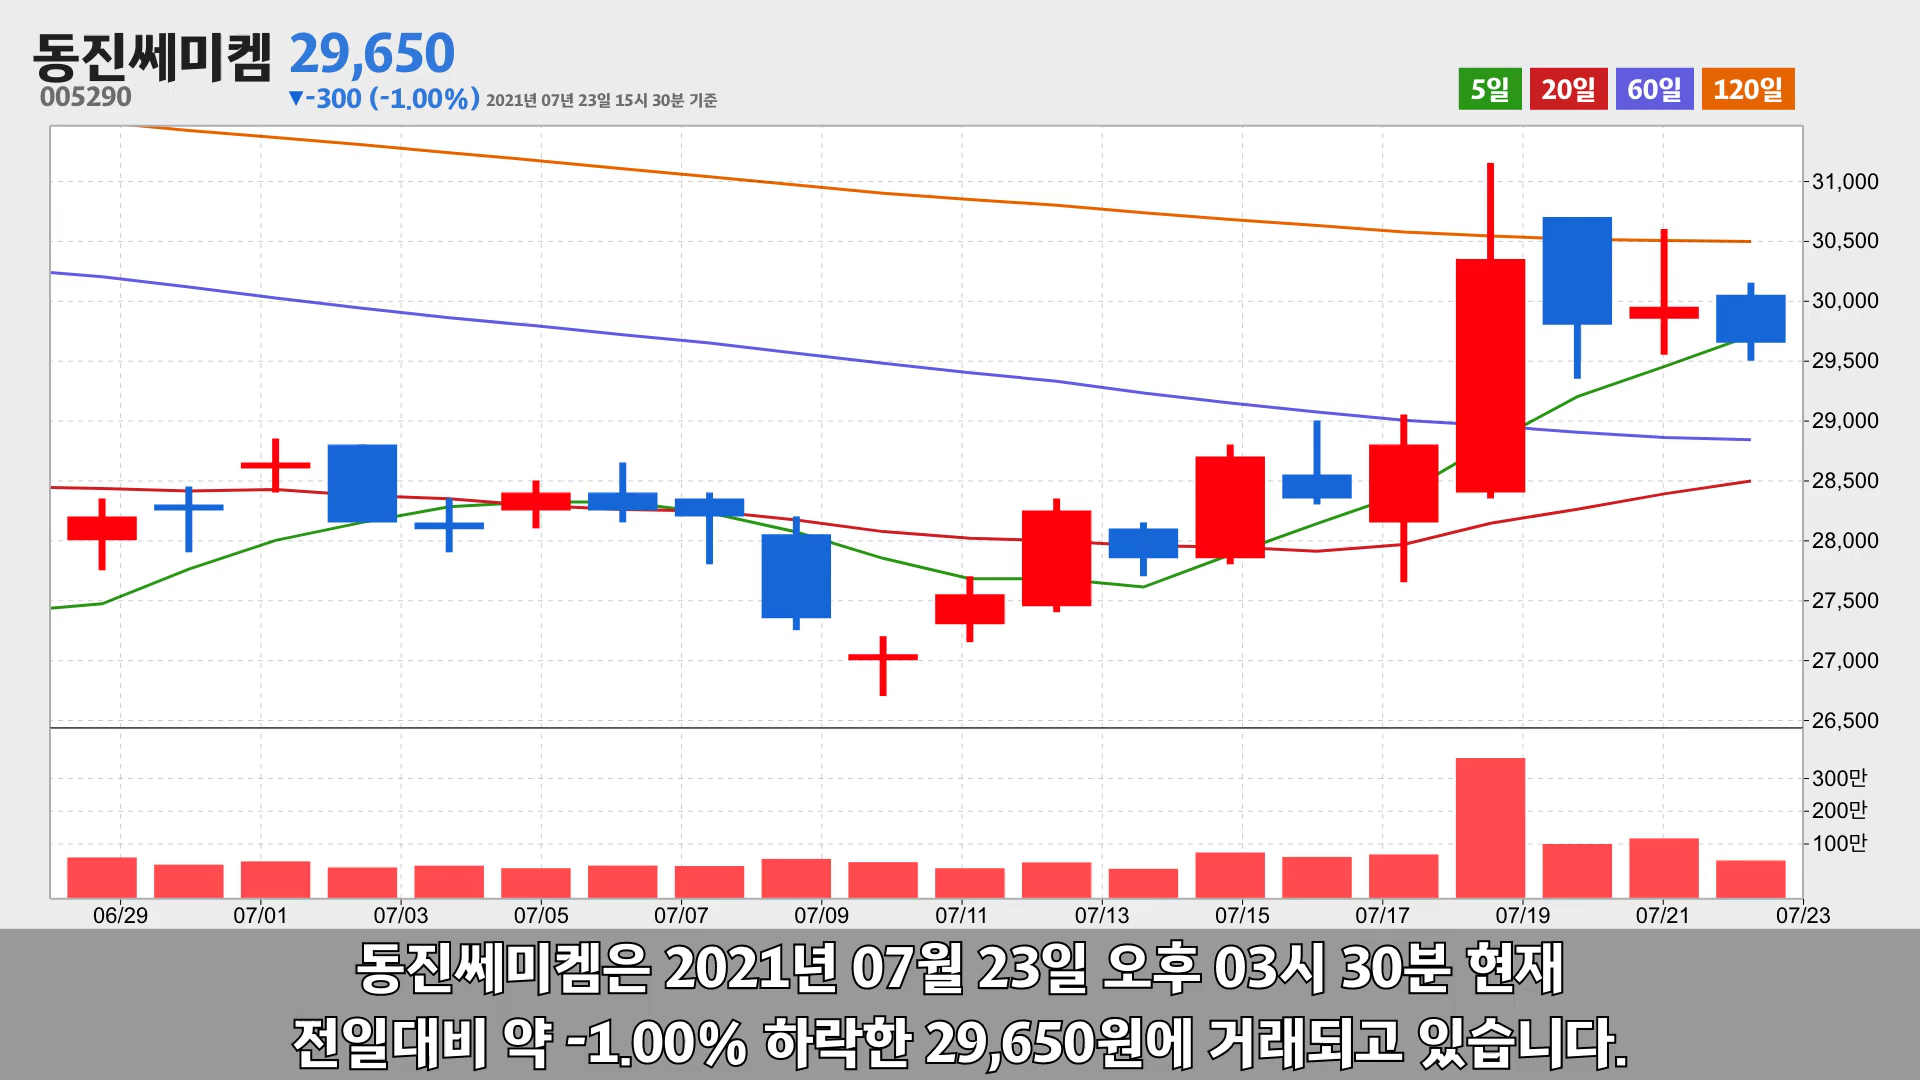 동진쎄미켐 29,650
005290 ▼-300 (-1.00%) 2021년 07년 23일 15시 30분 기준
5일 20일 60일 120일
31,000
30,500
30,000
29,500
29,000
28,500
28,000
27,500
27,000
26,500
300만
200만
100만
06/29 07/01 07/03 07/05 07/07 07/09 07/11 07/13 07/15 07/17 07/19 07/21 07/23
동진쎄미켐은 2021년 07월 23일 오후 03시 30분 현재
전일대비 약 -1.00% 하락한 29,650원에 거래되고 있습니다.